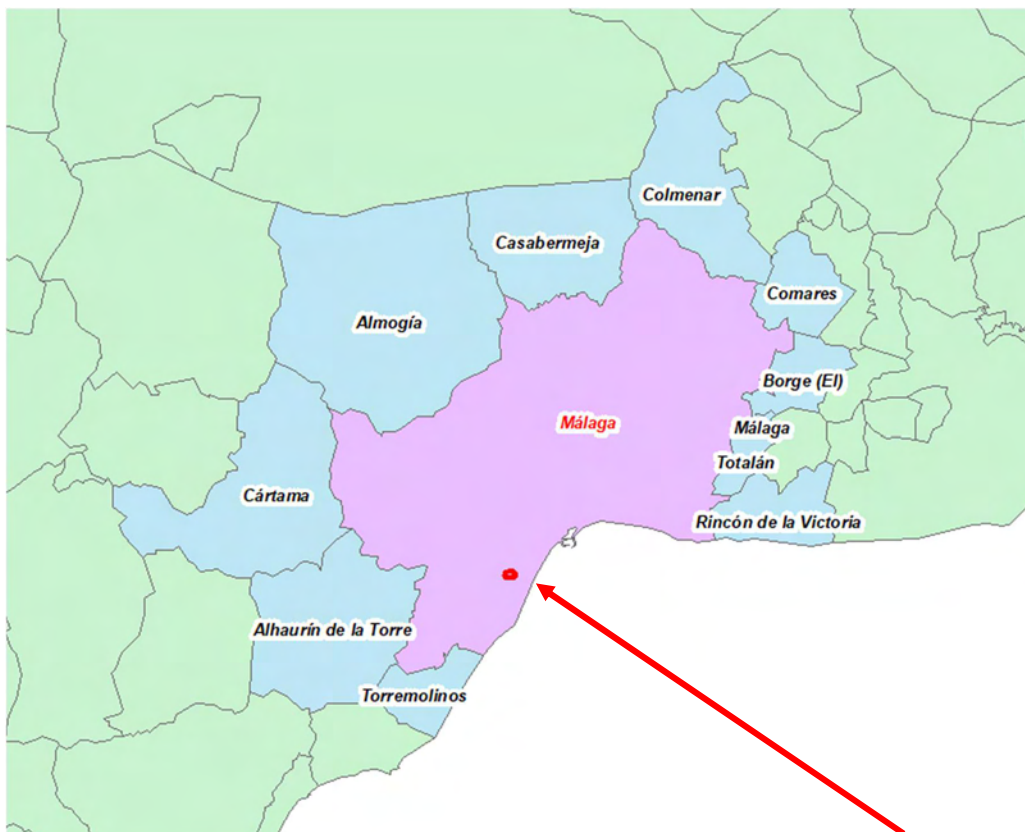 Colmenar
Casabermeja
Comares
Almogía
Borge (El)
Málaga
Málaga
Totalán
Cártama
Rincón de la Victoria
Alhaurín de la Torre
Torremolinos